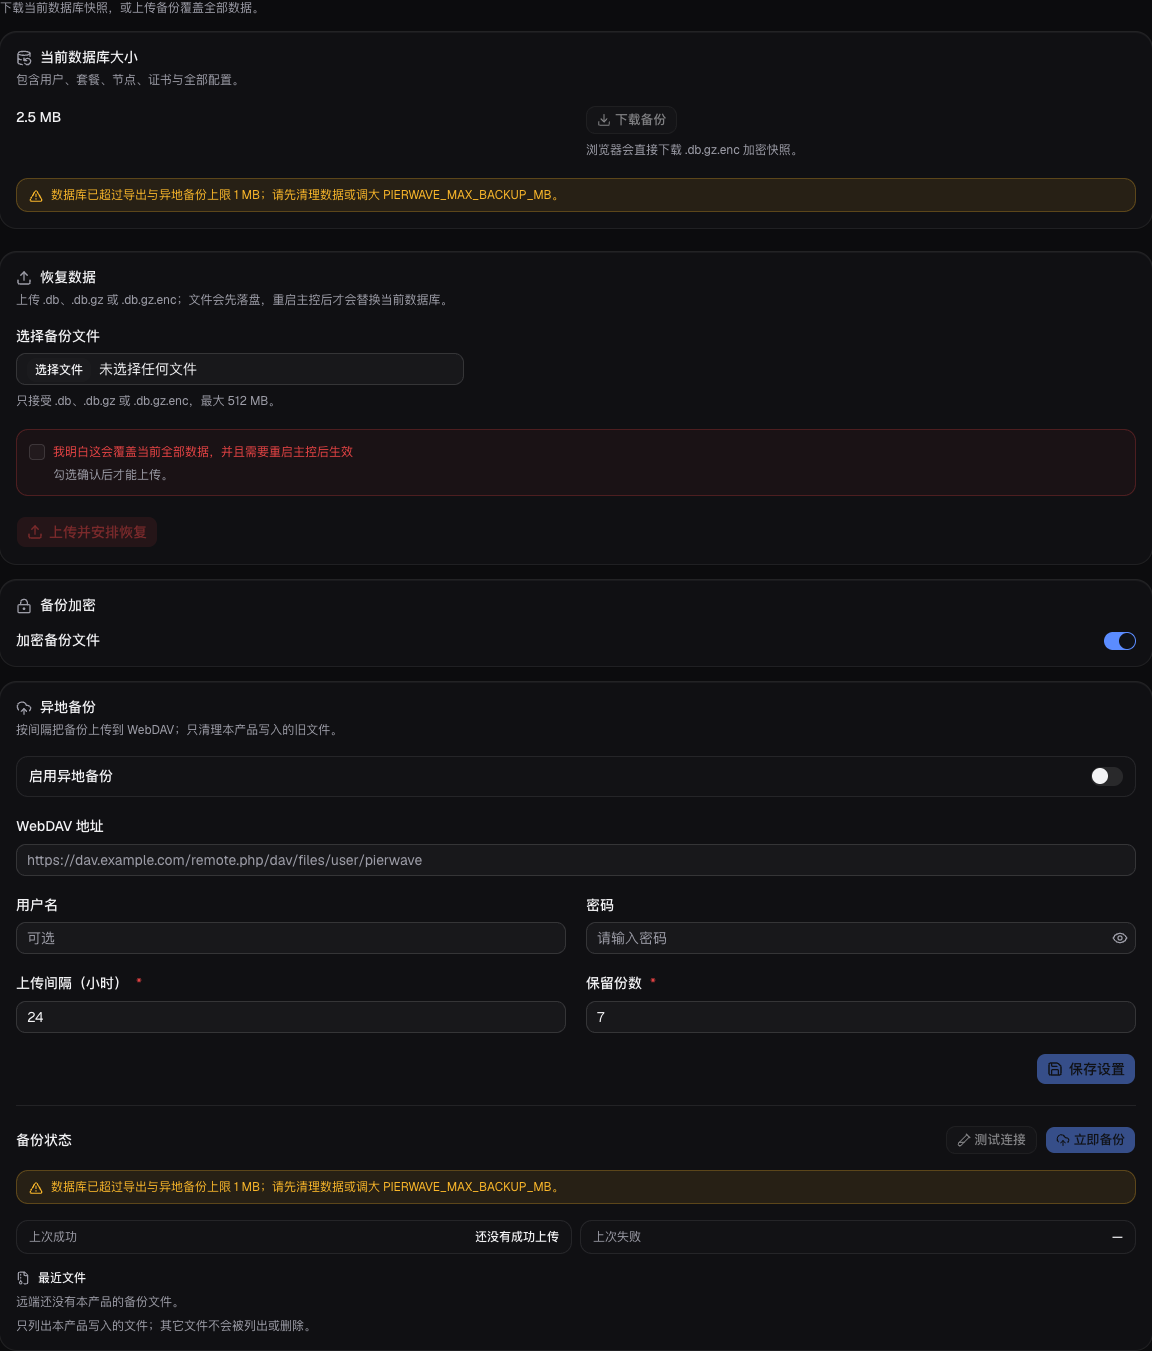 下载当前数据库快照，或上传备份覆盖全部数据。
当前数据库大小
包含用户、套餐、节点、证书与全部配置。
2.5 MB
下载备份
浏览器会直接下载 .db.gz.enc 加密快照。
数据库已超过导出与异地备份上限 1 MB；请先清理数据或调大 PIERWAVE_MAX_BACKUP_MB。
恢复数据
上传 .db、.db.gz 或 .db.gz.enc；文件会先落盘，重启主控后才会替换当前数据库。
选择备份文件
选择文件 未选择任何文件
只接受 .db、.db.gz 或 .db.gz.enc，最大 512 MB。
我明白这会覆盖当前全部数据，并且需要重启主控后生效
勾选确认后才能上传。
上传并安排恢复
备份加密
加密备份文件
异地备份
按间隔把备份上传到 WebDAV；只清理本产品写入的旧文件。
启用异地备份
WebDAV 地址
https://dav.example.com/remote.php/dav/files/user/pierwave
用户名
可选
密码
请输入密码
上传间隔（小时） *
24
保留份数 *
7
保存设置
备份状态
测试连接
立即备份
数据库已超过导出与异地备份上限 1 MB；请先清理数据或调大 PIERWAVE_MAX_BACKUP_MB。
上次成功 还没有成功上传
上次失败 —
最近文件
远端还没有本产品的备份文件。
只列出本产品写入的文件；其它文件不会被列出或删除。